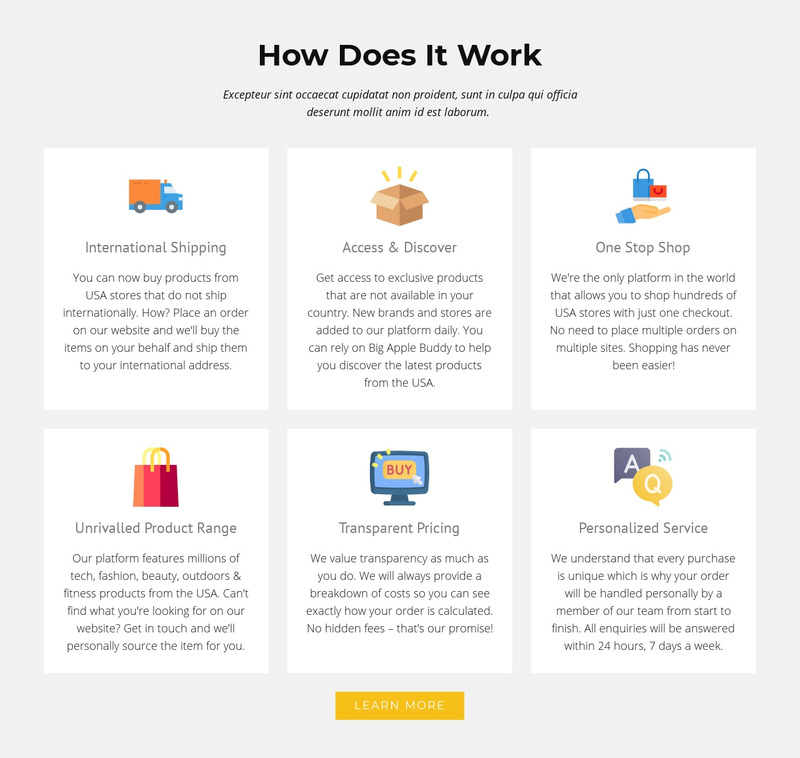 How Does It Work
Excepteur sint occaecat cupidatat non proident, sunt in culpa qui officia
deserunt mollit anim id est laborum.
International Shipping
You can now buy products from
USA stores that do not ship
internationally. How? Place an order
on our website and we'll buy the
items on your behalf and ship them
to your international address.
Access & Discover
Get access to exclusive products
that are not available in your
country. New brands and stores are
added to our platform daily. You
can rely on Big Apple Buddy to help
you discover the latest products
from the USA.
One Stop Shop
We're the only platform in the world
that allows you to shop hundreds of
USA stores with just one checkout.
No need to place multiple orders on
multiple sites. Shopping has never
been easier!
Unrivalled Product Range
Our platform features millions of
tech, fashion, beauty, outdoors &
fitness products from the USA. Can't
find what you're looking for on our
website? Get in touch and we'll
personally source the item for you.
BUY
Transparent Pricing
We value transparency as much as
you do. We will always provide a
breakdown of costs so you can see
exactly how your order is calculated.
No hidden fees – that's our promise!
A
Q
Personalized Service
We understand that every purchase
is unique which is why your order
will be handled personally by a
member of our team from start to
finish. All enquiries will be answered
within 24 hours, 7 days a week.
LEARN MORE